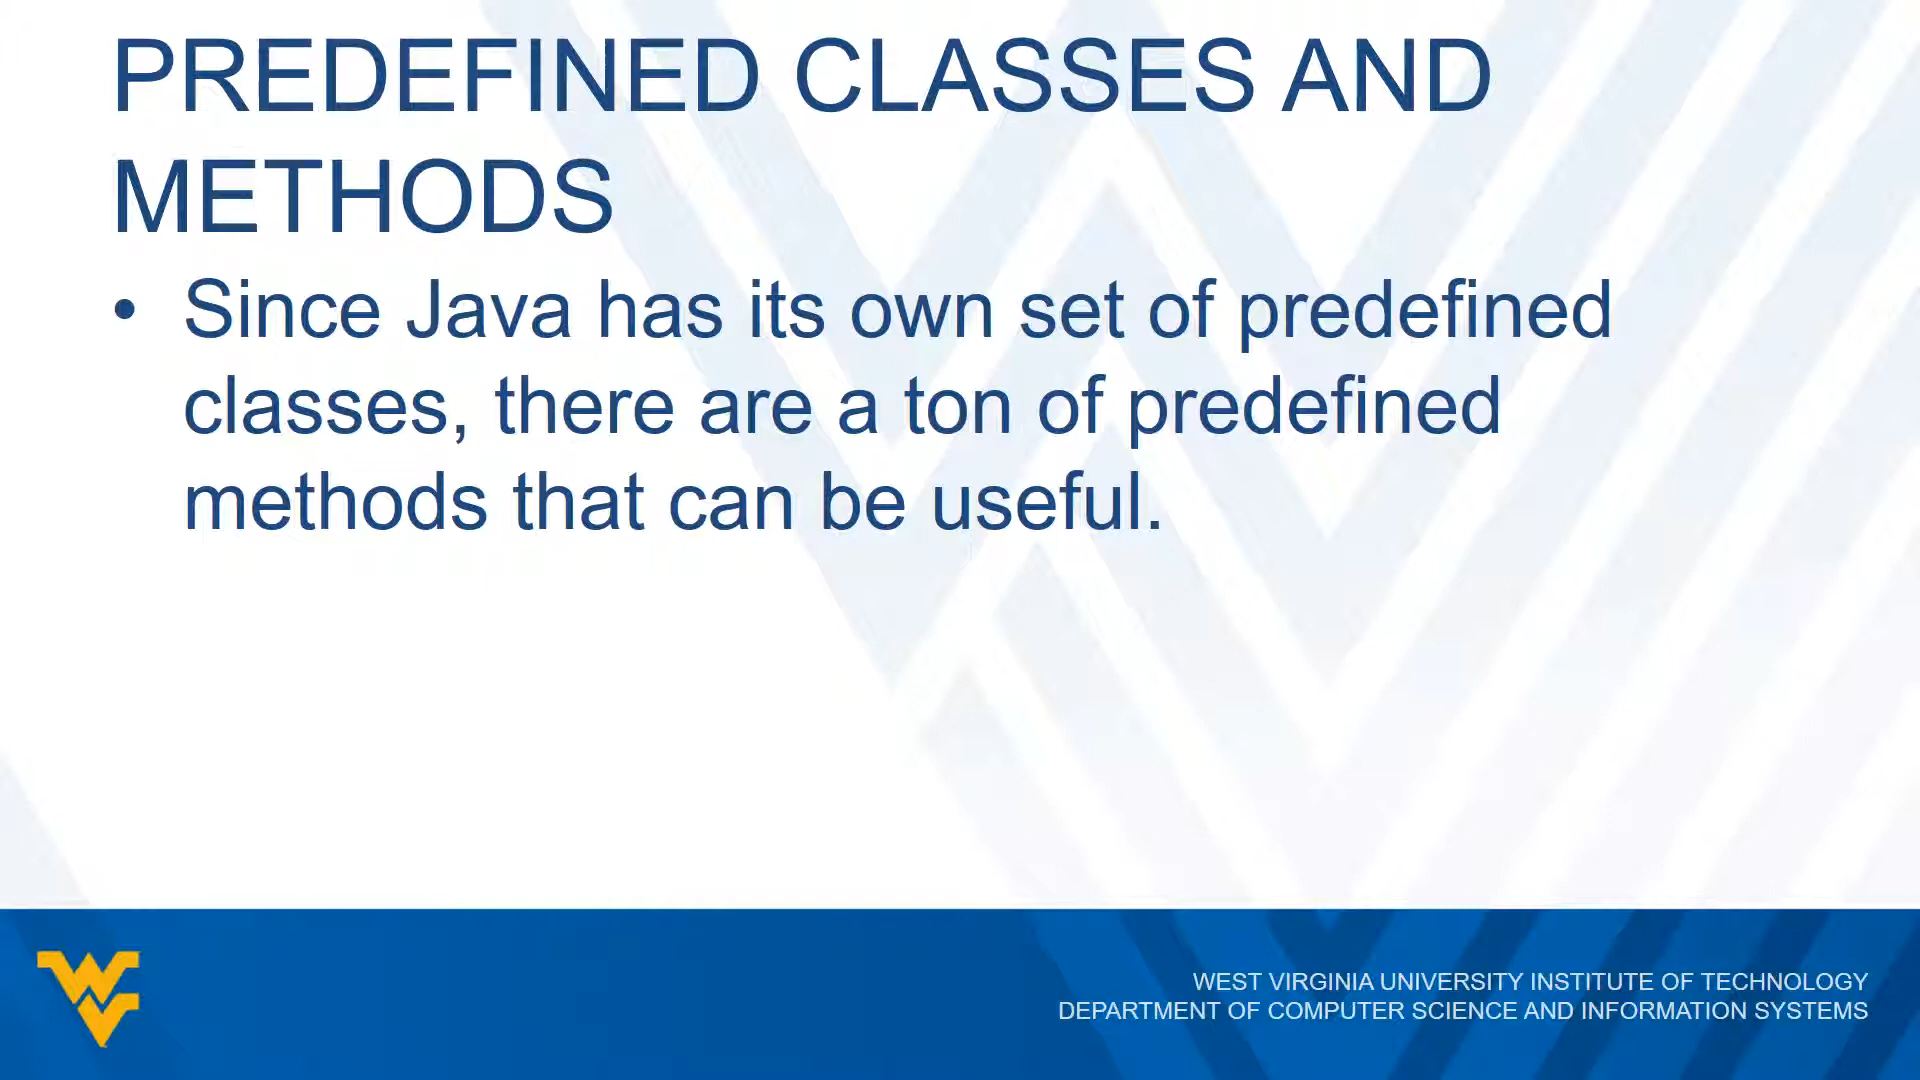 PREDEFINED CLASSES AND
METHODS
• Since Java has its own set of predefined
classes, there are a ton of predefined
methods that can be useful.
WEST VIRGINIA UNIVERSITY INSTITUTE OF TECHNOLOGY
DEPARTMENT OF COMPUTER SCIENCE AND INFORMATION SYSTEMS